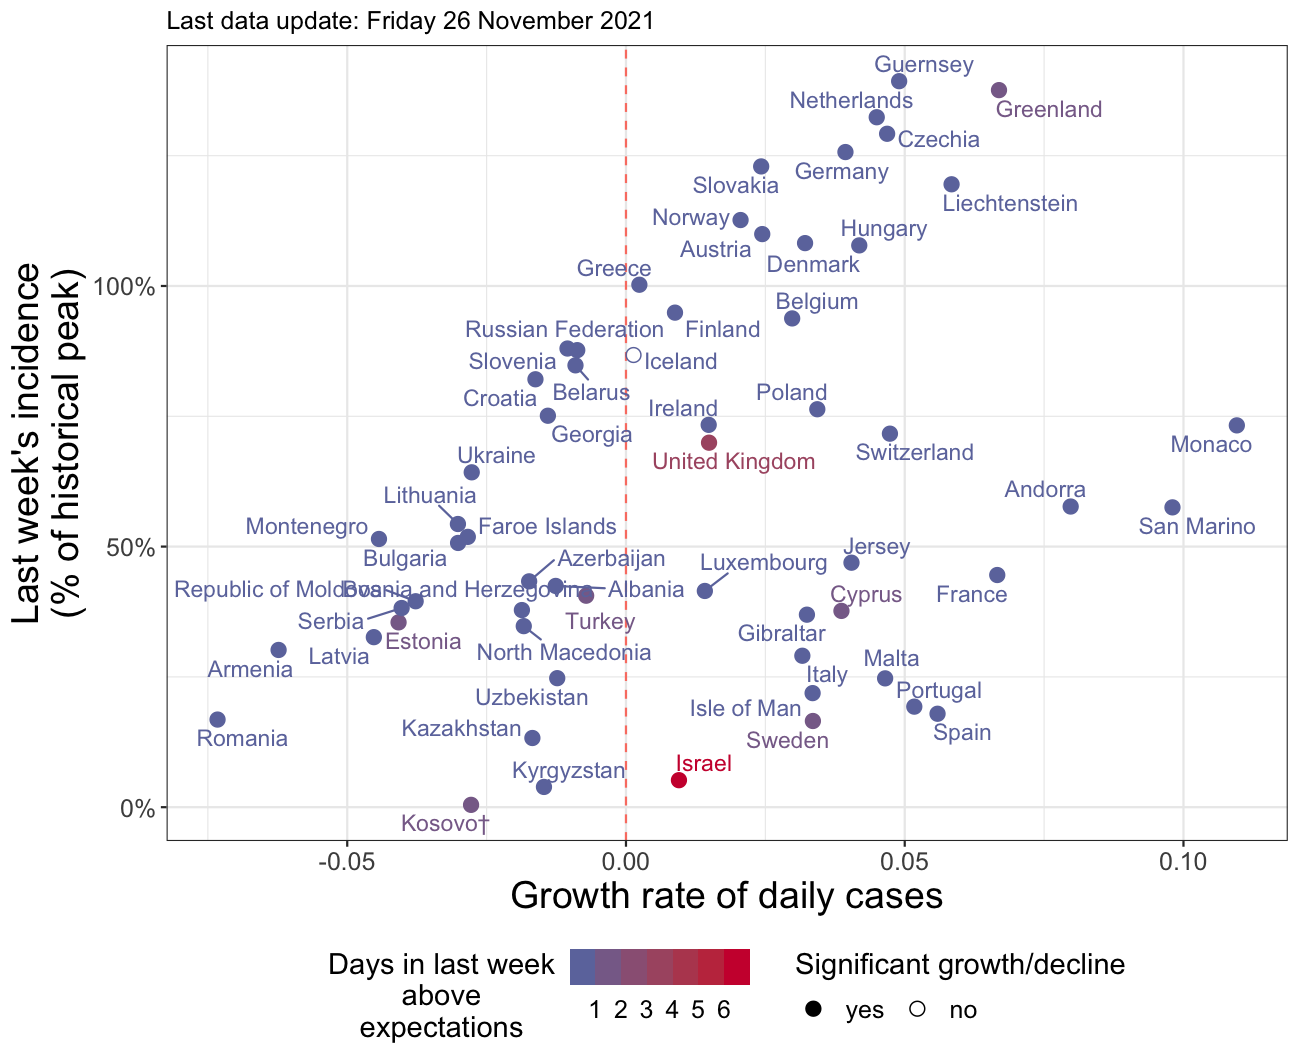 Last data update: Friday 26 November 2021
Last week's incidence
(% of historical peak)
100%
50%
0%
Guernsey
Greenland
Netherlands
Czechia
Germany
Slovakia
Liechtenstein
Norway
Hungary
Austria
Denmark
Greece
Belgium
Russian Federation
Finland
Slovenia
Iceland
Belarus
Croatia
Poland
Ireland
Georgia
Monaco
Switzerland
Ukraine
United Kingdom
Lithuania
Andorra
Montenegro
Faroe Islands
San Marino
Bulgaria
Jersey
Azerbaijan
Luxembourg
Republic of Moldova
Bosnia and Herzegovina
Albania
France
Cyprus
Serbia
Turkey
Estonia
Gibraltar
Latvia
North Macedonia
Malta
Armenia
Italy
Uzbekistan
Portugal
Isle of Man
Kazakhstan
Spain
Romania
Sweden
Israel
Kyrgyzstan
Kosovo†
-0.05 0.00 0.05 0.10
Growth rate of daily cases
Days in last week
above
expectations
1 2 3 4 5 6
Significant growth/decline
yes no